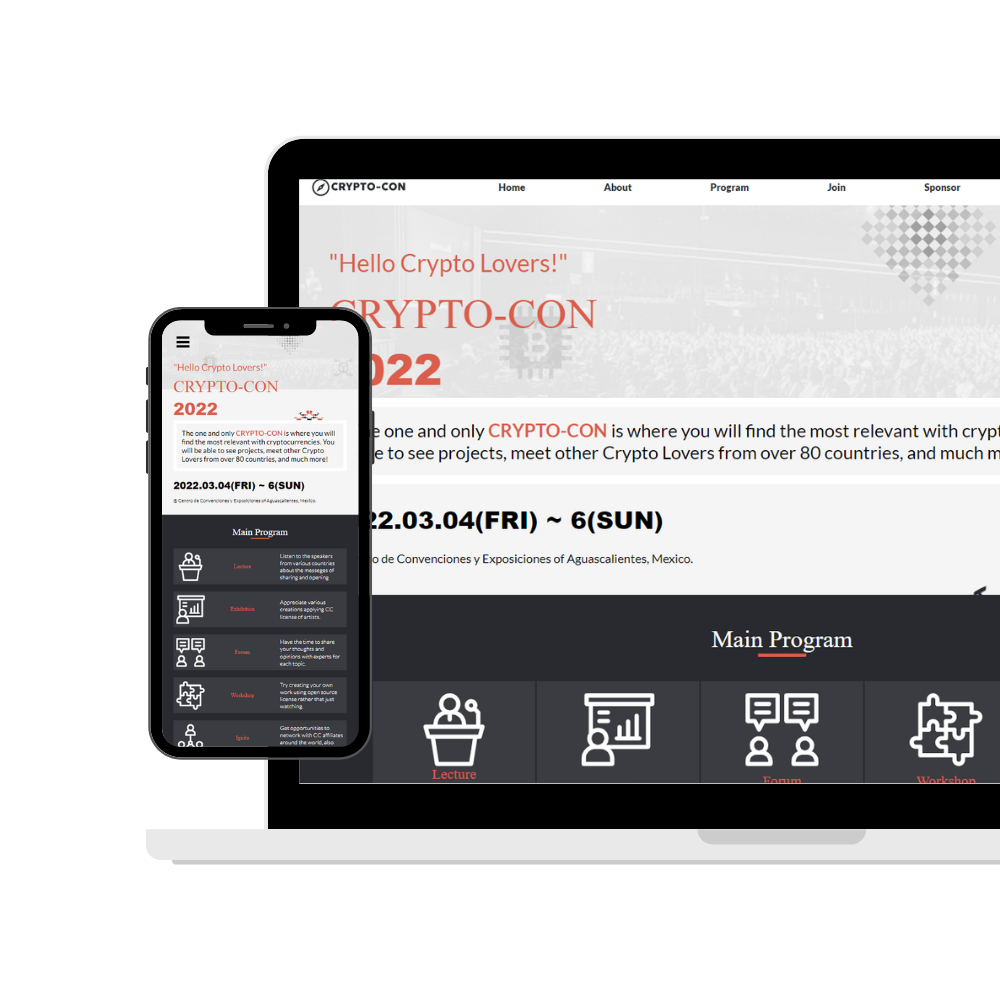 CRYPTO-CON
Home
About
Program
Join
Sponsor
"Hello Crypto Lovers!"
CRYPTO-CON
022
e one and only CRYPTO-CON is where you will find the most relevant with crypt
e to see projects, meet other Crypto Lovers from over 80 countries, and much m
22.03.04(FRI) ~ 6(SUN)
o de Convenciones y Exposiciones of Aguascalientes, Mexico.
Main Program
Lecture
Forum
Workshop
"Hello Crypto Lovers!"
CRYPTO-CON
2022
The one and only CRYPTO-CON is where you will
find the most relevant with cryptocurrencies. You
will be able to see projects, meet other Crypto
Lovers from over 80 countries, and much more!
2022.03.04(FRI) ~ 6(SUN)
@ Centro de Convenciones y Exposiciones of Aguascalientes, Mexico.
Main Program
Lecture
Listen to the speakers
from various countries
about the messages of
sharing and opening
Exhibition
Appreciate various
creations applying CC
license of artists.
Forum
Have the time to share
your thoughts and
opinions with experts for
each topic.
Workshop
Try creating your own
work using open source
license rather than just
watching.
Ignite
Get opportunities to
network with CC affiliates
around the world, also